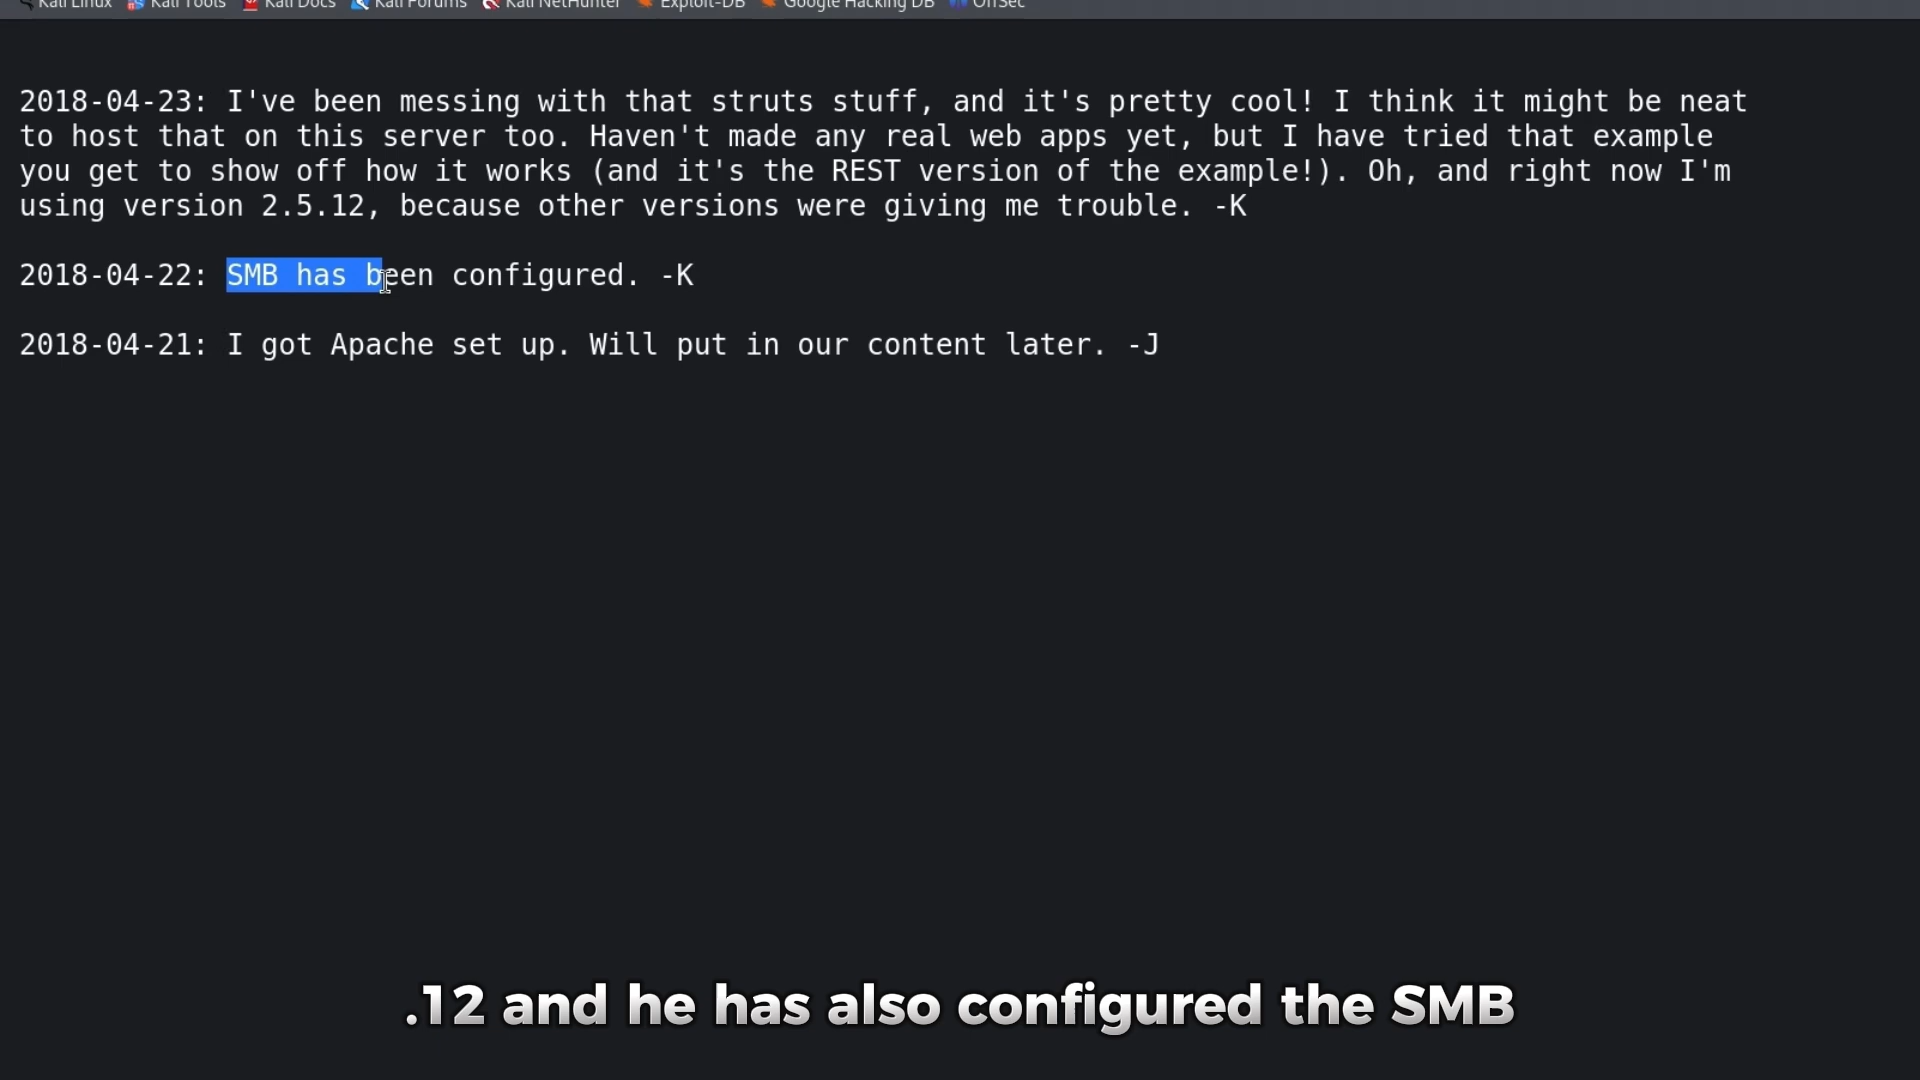 Kali Linux Kali Tools Kali Docs Kali Forums Kali NetHunter Exploit-DB Google Hacking DB OffSec
2018-04-23: I've been messing with that struts stuff, and it's pretty cool! I think it might be neat
to host that on this server too. Haven't made any real web apps yet, but I have tried that example
you get to show off how it works (and it's the REST version of the example!). Oh, and right now I'm
using version 2.5.12, because other versions were giving me trouble. -K
2018-04-22: SMB has been configured. -K
2018-04-21: I got Apache set up. Will put in our content later. -J
.12 and he has also configured the SMB